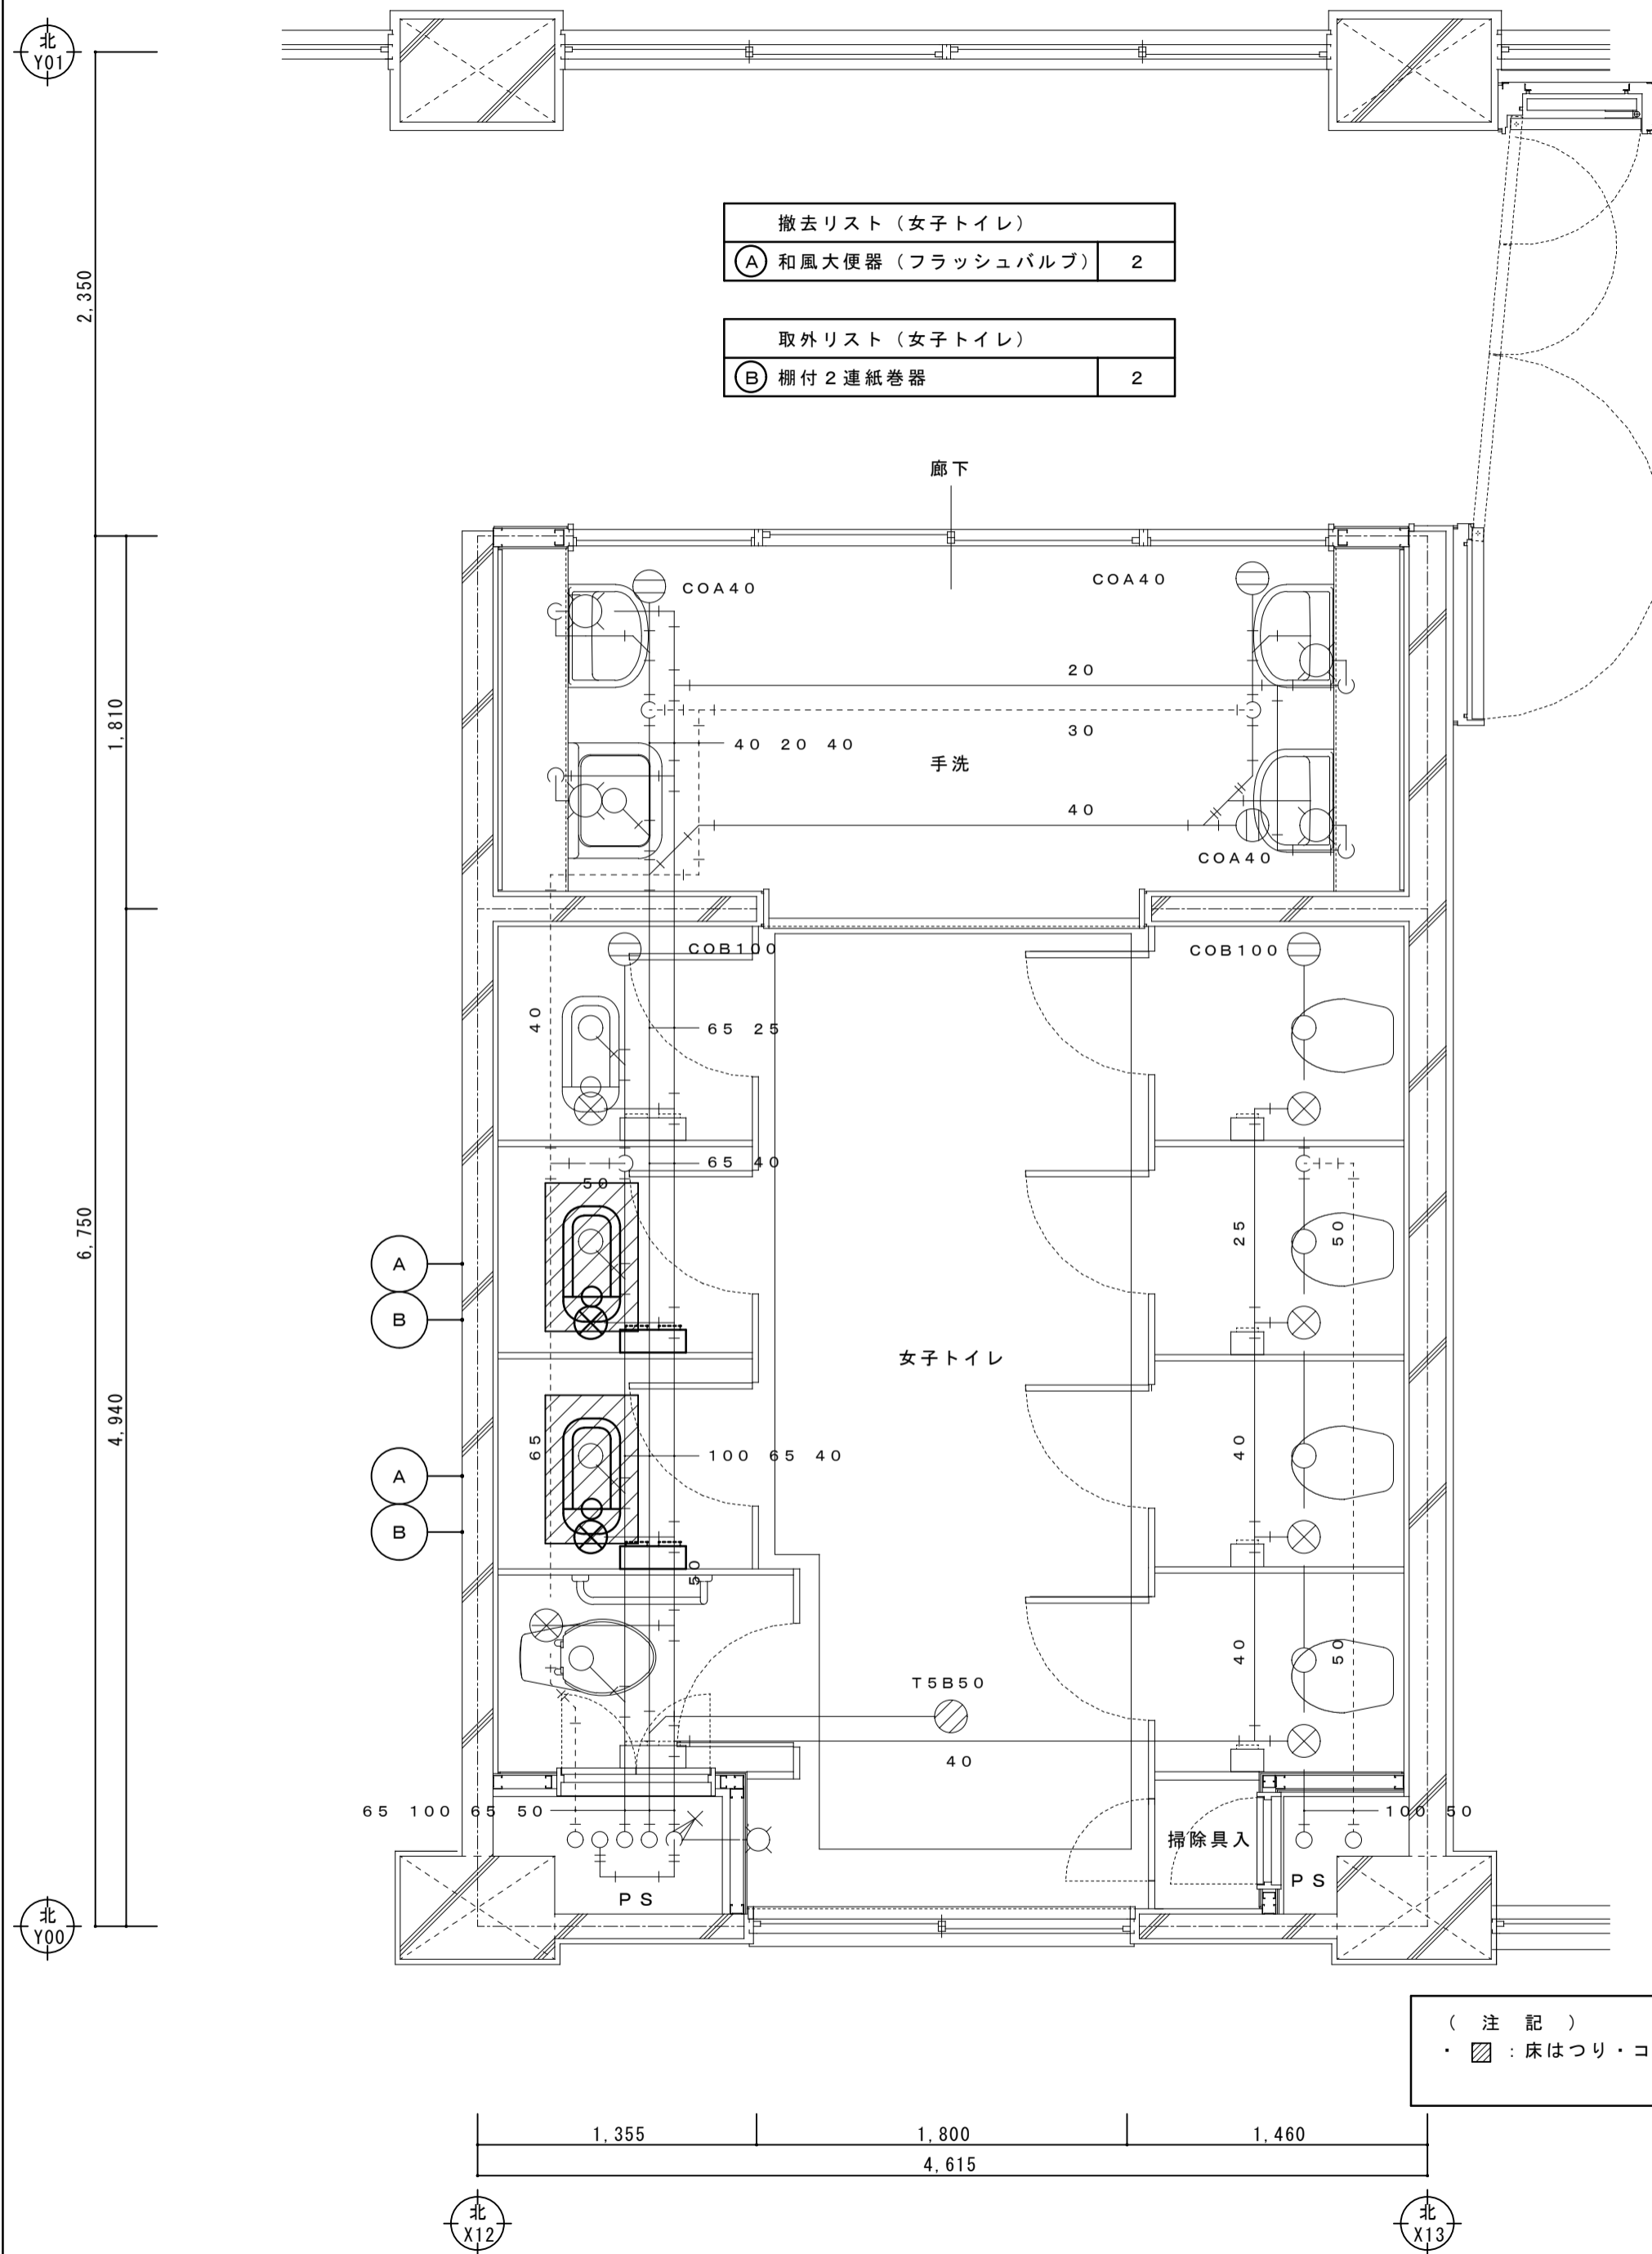 北
Y01
2,350
撤去リスト（女子トイレ）
A 和風大便器（フラッシュバルブ） 2
取外リスト（女子トイレ）
B 棚付２連紙巻器 2
廊下
COA40
COA40
20
1,810
30
40 20 40
手洗
40
COA40
COB100
COB100
40
65 25
65 40
50
6,750
A
25
50
B
女子トイレ
4,940
65
100 65 40
40
A
B
50
40
50
T5B50
40
65 100 65 50
100 50
掃除具入
PS
PS
北
Y00
（ 注 記 ）
・ ：床はつり・コ
1,355
1,800
1,460
4,615
北
X12
北
X13